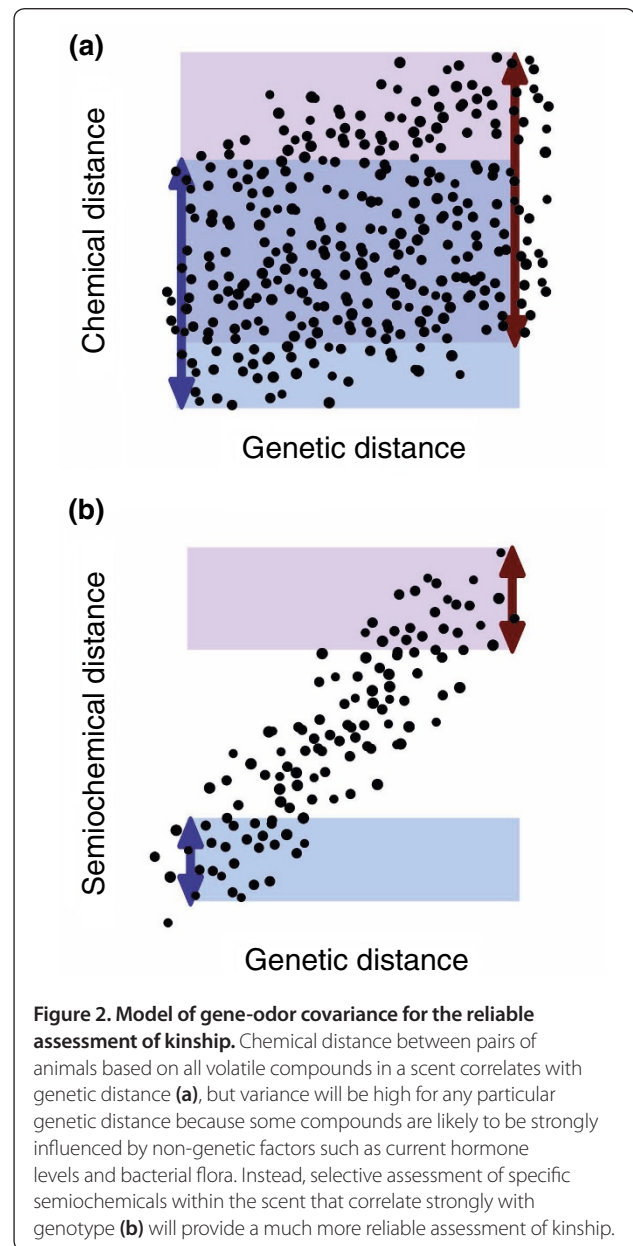 (a)
Chemical distance
Genetic distance
(b)
Semiochemical distance
Genetic distance
Figure 2. Model of gene-odor covariance for the reliable
assessment of kinship. Chemical distance between pairs of
animals based on all volatile compounds in a scent correlates with
genetic distance (a), but variance will be high for any particular
genetic distance because some compounds are likely to be strongly
influenced by non-genetic factors such as current hormone
levels and bacterial flora. Instead, selective assessment of specific
semiochemicals within the scent that correlate strongly with
genotype (b) will provide a much more reliable assessment of kinship.